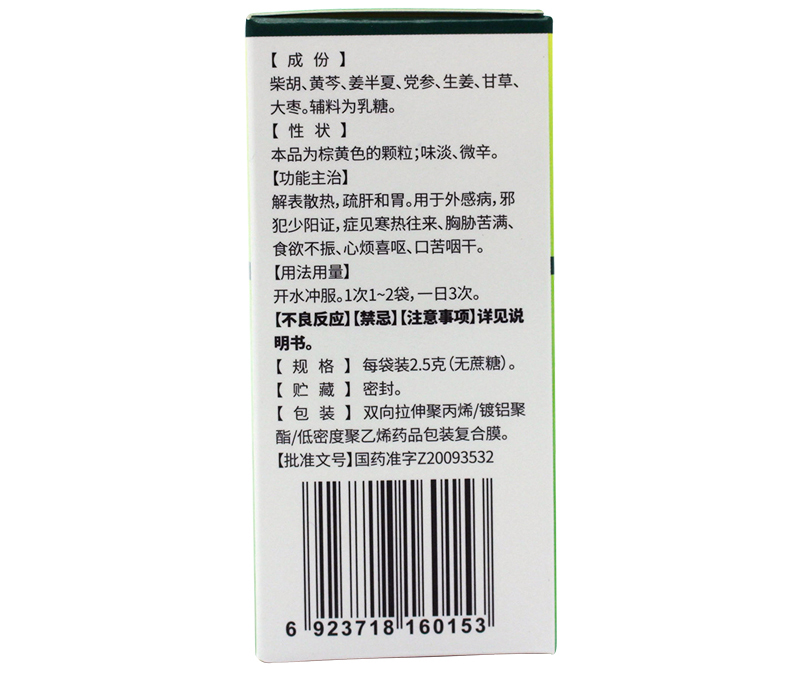 【 成 份 】
柴胡、黄芩、姜半夏、党参、生姜、甘草、
大枣。辅料为乳糖。
【 性 状 】
本品为棕黄色的颗粒；味淡、微辛。
【功能主治】
解表散热，疏肝和胃。用于外感病，邪
犯少阳证，症见寒热往来、胸胁苦满、
食欲不振、心烦喜呕、口苦咽干。
【用法用量】
开水冲服。1次1~2袋，一日3次。
【不良反应】【禁忌】【注意事项】详见说
明书。
【 规 格 】 每袋装2.5克（无蔗糖）。
【 贮 藏 】 密封。
【 包 装 】 双向拉伸聚丙烯/镀铝聚
酯/低密度聚乙烯药品包装复合膜。
【批准文号】国药准字Z20093532
6 923718 160153